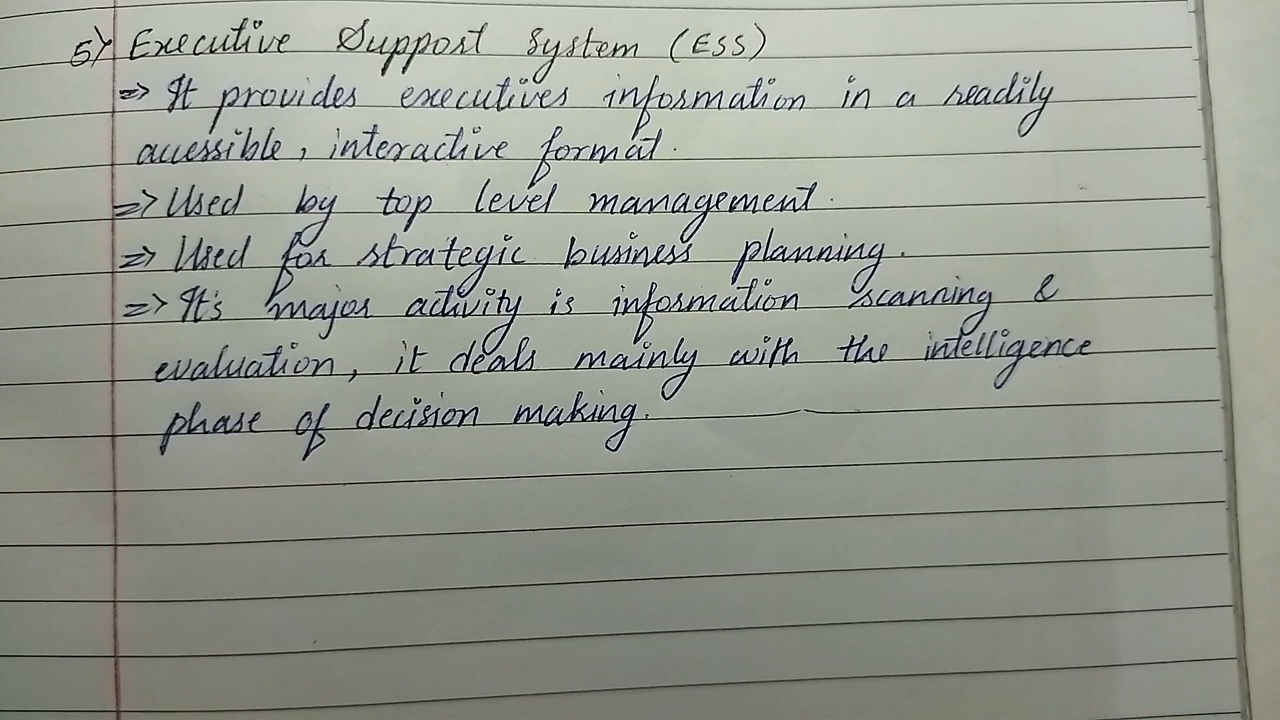 5) Executive Support System (ESS)
=> It provides executives information in a readily
accessible, interactive format.
=> Used by top level management.
=> Used for strategic business planning.
=> It's major activity is information scanning &
evaluation, it deals mainly with the intelligence
phase of decision making.